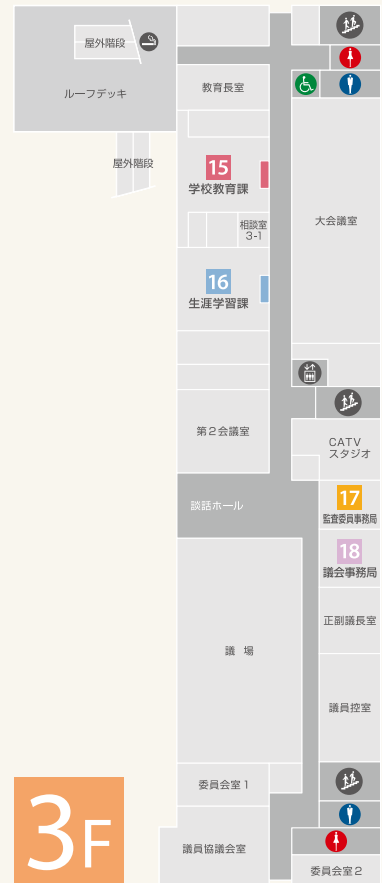 屋外階段
ルーフデッキ
教育長室
屋外階段
15
学校教育課
相談室
3-1
大会議室
16
生涯学習課
第2会議室
CATV
スタジオ
談話ホール
17
監査委員事務局
18
議会事務局
正副議長室
議 場
議員控室
委員会室1
3F
議員協議会室
委員会室2